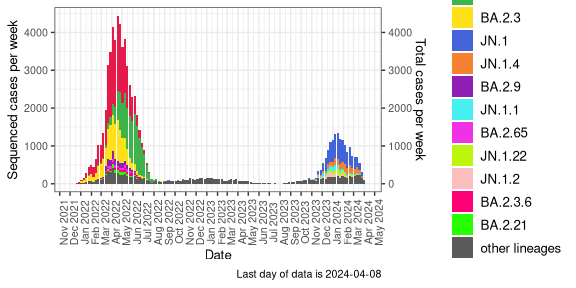 Sequenced cases per week
4000
3000
2000
1000
0
4000
3000
2000
1000
0
Total cases per week
Nov 2021
Dec 2021
Jan 2022
Feb 2022
Mar 2022
Apr 2022
May 2022
Jun 2022
Jul 2022
Aug 2022
Sep 2022
Oct 2022
Nov 2022
Dec 2022
Jan 2023
Feb 2023
Mar 2023
Apr 2023
May 2023
Jun 2023
Jul 2023
Aug 2023
Sep 2023
Oct 2023
Nov 2023
Dec 2023
Jan 2024
Feb 2024
Mar 2024
Apr 2024
May 2024
Date
Last day of data is 2024-04-08
BA.2.3
JN.1
JN.1.4
BA.2.9
JN.1.1
BA.2.65
JN.1.22
JN.1.2
BA.2.3.6
BA.2.21
other lineages